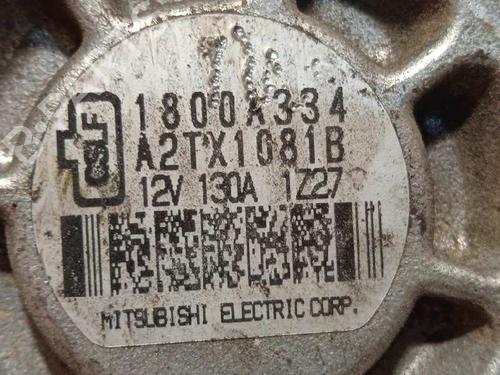 1800A334
A2TX1081B
12V 130A 1Z27
MITSUBISHI ELECTRIC CORP.